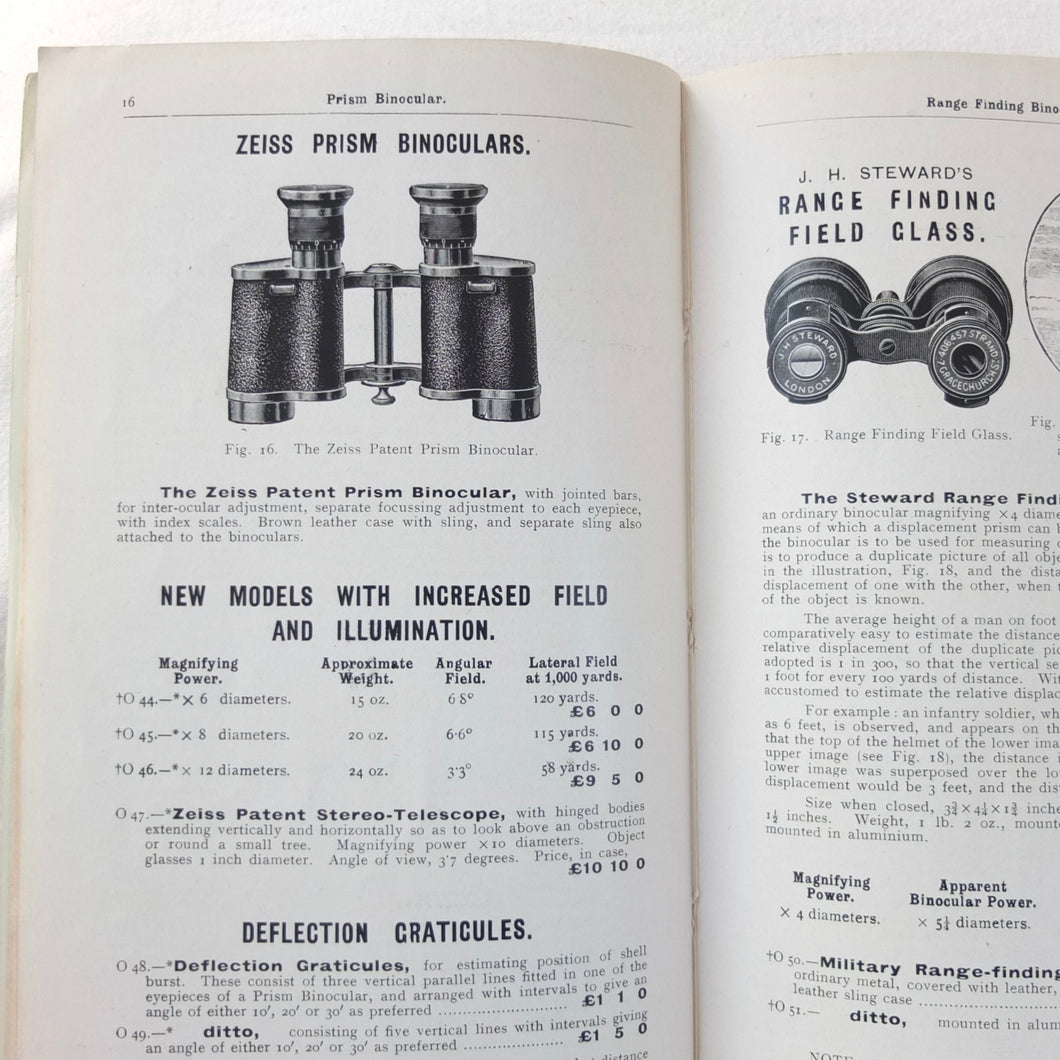 16
Prism Binocular.
ZEISS PRISM BINOCULARS.
Fig. 16. The Zeiss Patent Prism Binocular.
The Zeiss Patent Prism Binocular, with jointed bars,
for inter-ocular adjustment, separate focussing adjustment to each eyepiece,
with index scales. Brown leather case with sling, and separate sling also
attached to the binoculars.
NEW MODELS WITH INCREASED FIELD
AND ILLUMINATION.
Magnifying Approximate Angular Lateral Field
Power. Weight. Field. at 1,000 yards.
†O 44.—*× 6 diameters. 15 oz. 6·8° 120 yards.
£6 0 0
†O 45.—*× 8 diameters. 20 oz. 6·6° 115 yards.
£6 10 0
†O 46.—*× 12 diameters. 24 oz. 3·3° 58 yards.
£9 5 0
O 47.—*Zeiss Patent Stereo-Telescope, with hinged bodies
extending vertically and horizontally so as to look above an obstruction
or round a small tree. Magnifying power ×10 diameters. Object
glasses 1 inch diameter. Angle of view, 3·7 degrees. Price, in case,
£10 10 0
DEFLECTION GRATICULES.
O 48.—*Deflection Graticules, for estimating position of shell
burst. These consist of three vertical parallel lines fitted in one of the
eyepieces of a Prism Binocular, and arranged with intervals to give an
angle of either 10′, 20′ or 30′ as preferred .......................... £1 1 0
O 49.—* ditto, consisting of five vertical lines with intervals giving
an angle of either 10′, 20′ or 30′ as preferred .................... £1 5 0
distance
Range Finding Bino
J. H. STEWARD'S
RANGE FINDING
FIELD GLASS.
J. H. STEWARD
LONDON
406 457 STRAND
7 GRACECHURCH ST
Fig. 17. Range Finding Field Glass.
Fig.
The Steward Range Findi
an ordinary binocular magnifying ×4 diame
means of which a displacement prism can b
the binocular is to be used for measuring
is to produce a duplicate picture of all obje
in the illustration, Fig. 18, and the dista
displacement of one with the other, when
of the object is known.
The average height of a man on foot
comparatively easy to estimate the distance
relative displacement of the duplicate pic
adopted is 1 in 300, so that the vertical se
1 foot for every 100 yards of distance. Wit
accustomed to estimate the relative displac
For example : an infantry soldier, wh
as 6 feet, is observed, and appears on th
that the top of the helmet of the lower ima
upper image (see Fig. 18), the distance i
lower image was superposed over the lo
displacement would be 3 feet, and the dist
Size when closed, 3¾×4¼×1¾ inche
1½ inches. Weight, 1 lb. 2 oz., mounte
mounted in aluminium.
Magnifying Apparent
Power. Binocular Power.
× 4 diameters. × 5¼ diameters.
†O 50.—Military Range-finding
ordinary metal, covered with leather,
leather sling case ..............................
†O 51.— ditto, mounted in alum
NOTE